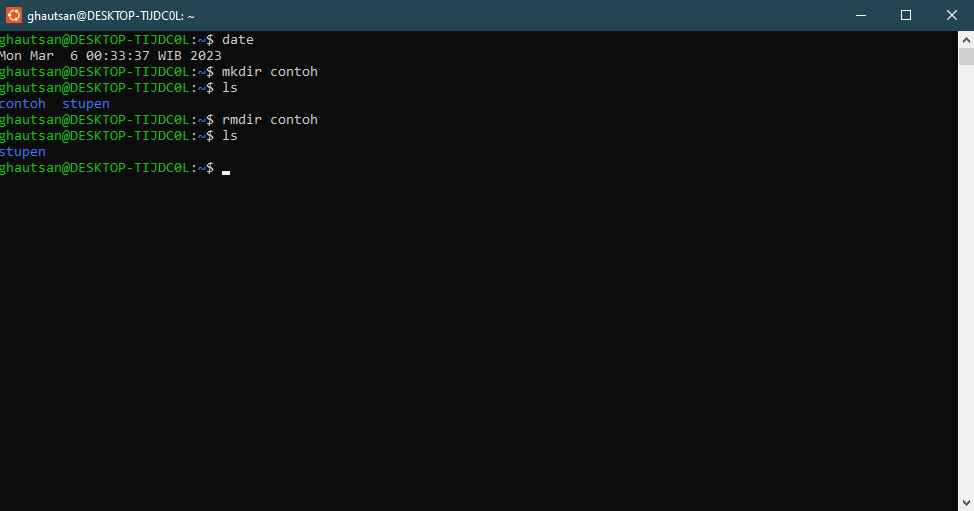 ghautsan@DESKTOP-TIJDC0L: ~
ghautsan@DESKTOP-TIJDC0L:~$ date
Mon Mar  6 00:33:37 WIB 2023
ghautsan@DESKTOP-TIJDC0L:~$ mkdir contoh
ghautsan@DESKTOP-TIJDC0L:~$ ls
contoh  stupen
ghautsan@DESKTOP-TIJDC0L:~$ rmdir contoh
ghautsan@DESKTOP-TIJDC0L:~$ ls
stupen
ghautsan@DESKTOP-TIJDC0L:~$